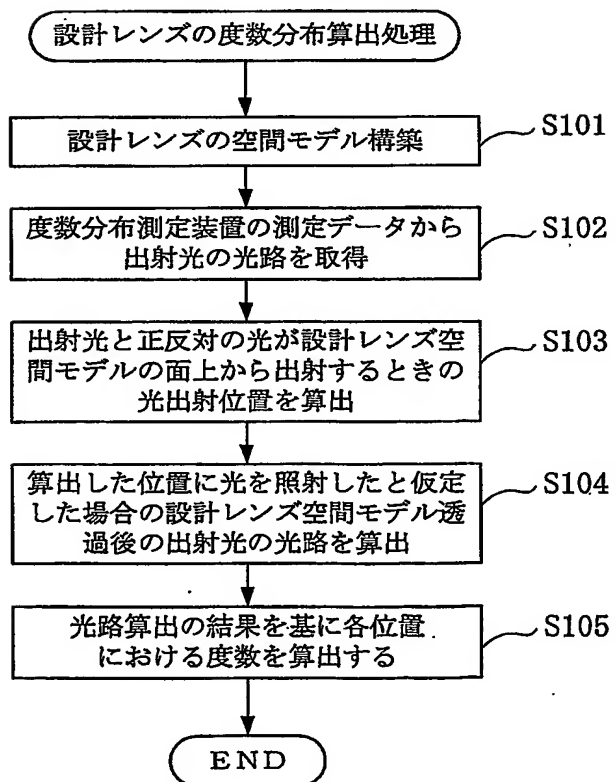 設計レンズの度数分布算出処理
設計レンズの空間モデル構築
S101
度数分布測定装置の測定データから
出射光の光路を取得
S102
出射光と正反対の光が設計レンズ空
間モデルの面上から出射するときの
光出射位置を算出
S103
算出した位置に光を照射したと仮定
した場合の設計レンズ空間モデル透
過後の出射光の光路を算出
S104
光路算出の結果を基に各位置
における度数を算出する
S105
END